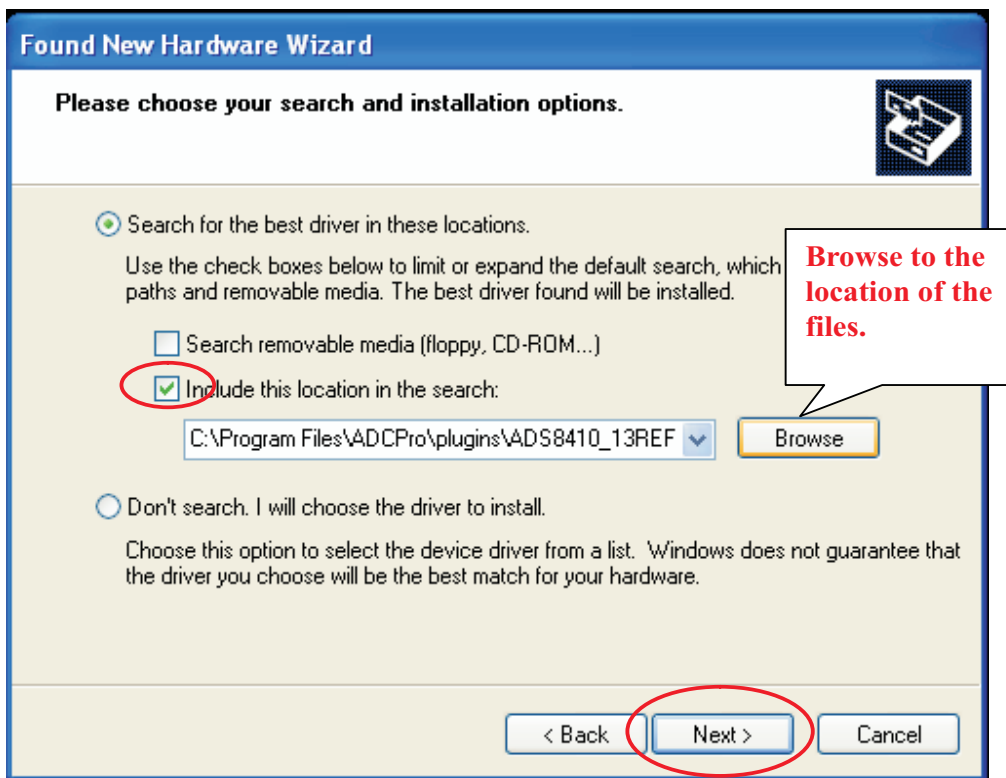 Found New Hardware Wizard
Please choose your search and installation options.
Search for the best driver in these locations.
Use the check boxes below to limit or expand the default search, which
paths and removable media. The best driver found will be installed.
Browse to the
location of the
files.
Search removable media (floppy, CD-ROM...)
Include this location in the search:
C:\Program Files\ADCPro\plugins\ADS8410_13REF
Browse
Don't search. I will choose the driver to install.
Choose this option to select the device driver from a list. Windows does not guarantee that
the driver you choose will be the best match for your hardware.
< Back Next > Cancel